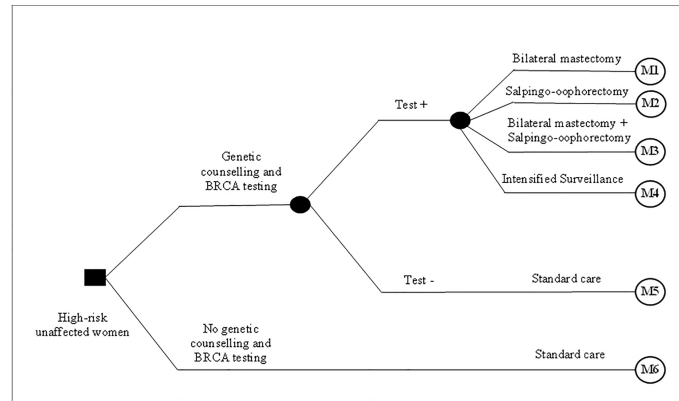 Bilateral mastectomy
M1
Salpingo-oophorectomy
M2
Test +
Bilateral mastectomy +
Salpingo-oophorectomy
M3
Genetic
counselling and
BRCA testing
Intensified Surveillance
M4
Test -
Standard care
M5
High-risk
unaffected women
No genetic
counselling and
BRCA testing
Standard care
M6